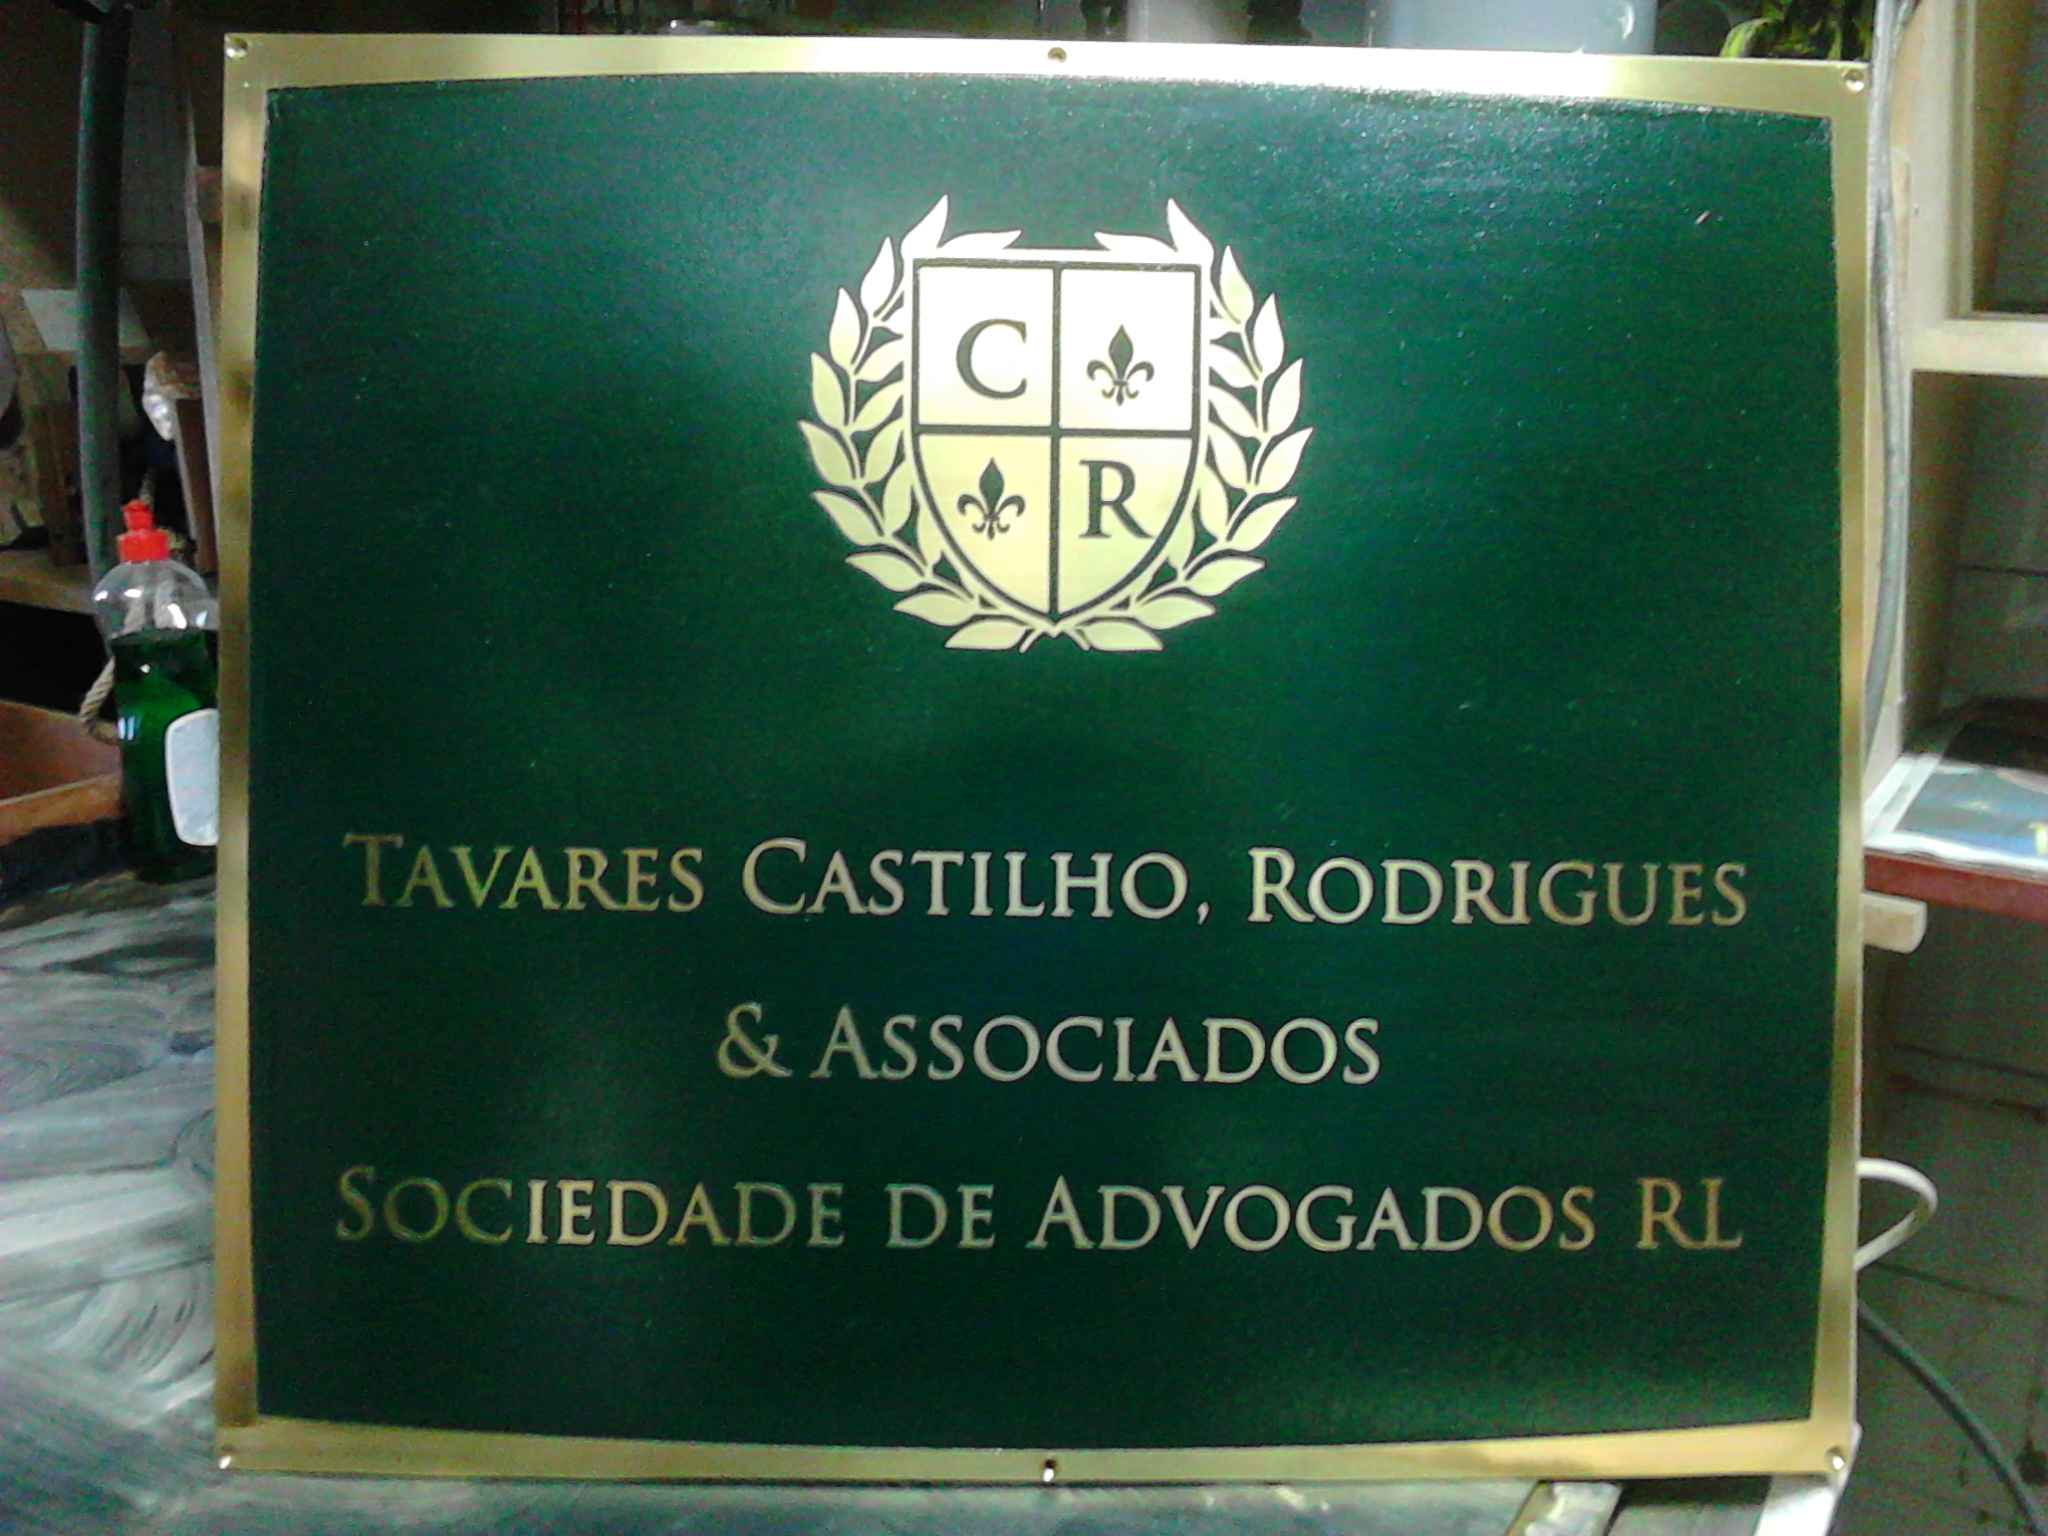 C
R
TAVARES CASTILHO, RODRIGUES
& ASSOCIADOS
SOCIEDADE DE ADVOGADOS RL